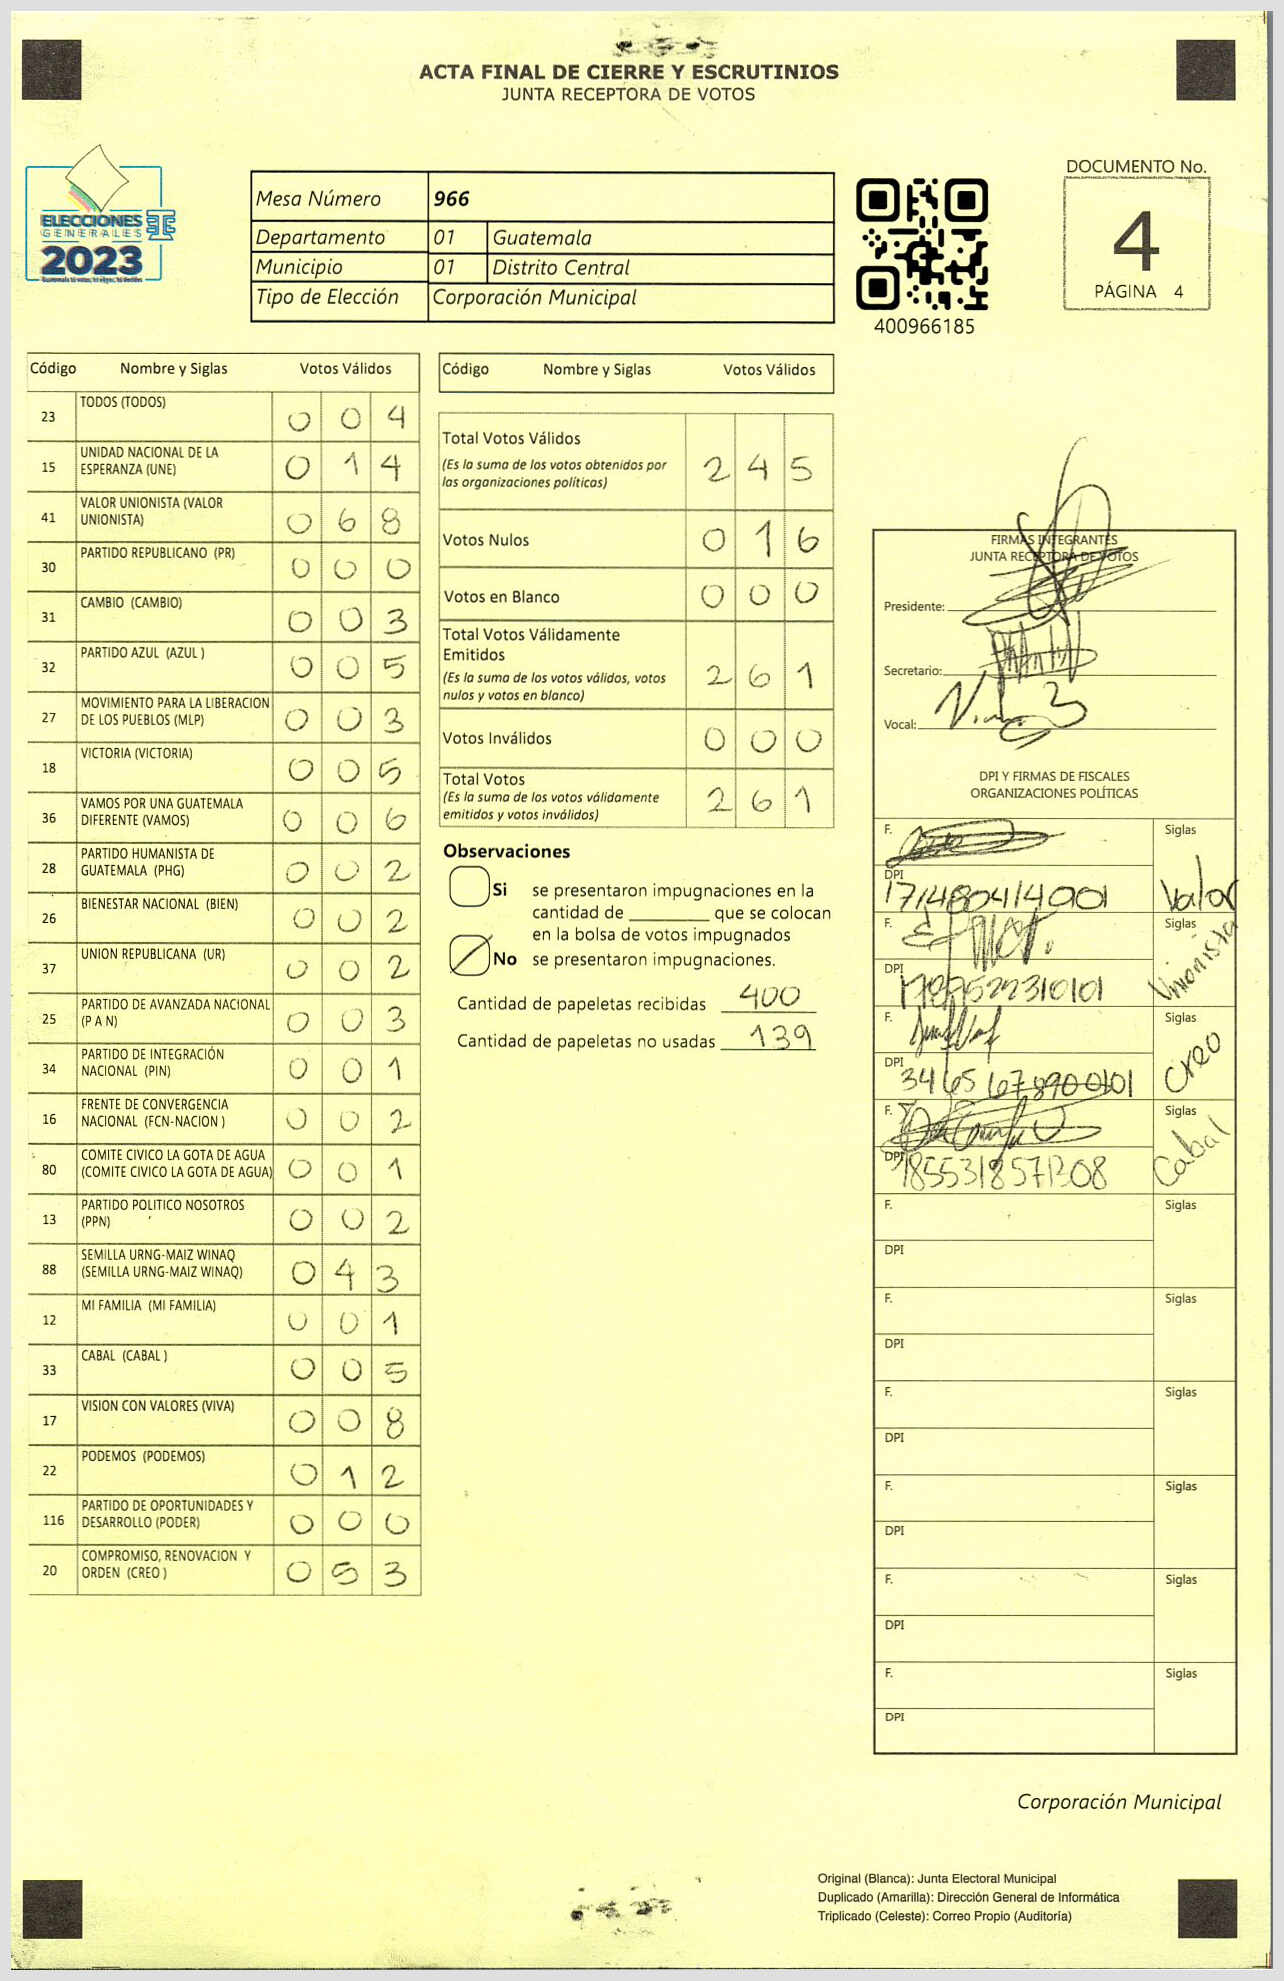 ACTA FINAL DE CIERRE Y ESCRUTINIOS
JUNTA RECEPTORA DE VOTOS
ELECCIONES
GENERALES
2023
Mesa Número 966
Departamento 01 Guatemala
Municipio 01 Distrito Central
Tipo de Elección Corporación Municipal
400966185
DOCUMENTO No.
4
PÁGINA 4
Código Nombre y Siglas Votos Válidos
23 TODOS (TODOS) 0 0 4
15 UNIDAD NACIONAL DE LA ESPERANZA (UNE) 0 1 4
41 VALOR UNIONISTA (VALOR UNIONISTA) 0 6 8
30 PARTIDO REPUBLICANO (PR) 0 0 0
31 CAMBIO (CAMBIO) 0 0 3
32 PARTIDO AZUL (AZUL ) 0 0 5
27 MOVIMIENTO PARA LA LIBERACION DE LOS PUEBLOS (MLP) 0 0 3
18 VICTORIA (VICTORIA) 0 0 5
36 VAMOS POR UNA GUATEMALA DIFERENTE (VAMOS) 0 0 6
28 PARTIDO HUMANISTA DE GUATEMALA (PHG) 0 0 2
26 BIENESTAR NACIONAL (BIEN) 0 0 2
37 UNION REPUBLICANA (UR) 0 0 2
25 PARTIDO DE AVANZADA NACIONAL (P A N) 0 0 3
34 PARTIDO DE INTEGRACIÓN NACIONAL (PIN) 0 0 1
16 FRENTE DE CONVERGENCIA NACIONAL (FCN-NACION ) 0 0 2
80 COMITE CIVICO LA GOTA DE AGUA (COMITE CIVICO LA GOTA DE AGUA) 0 0 1
13 PARTIDO POLITICO NOSOTROS (PPN) 0 0 2
88 SEMILLA URNG-MAIZ WINAQ (SEMILLA URNG-MAIZ WINAQ) 0 4 3
12 MI FAMILIA (MI FAMILIA) 0 0 1
33 CABAL (CABAL ) 0 0 5
17 VISION CON VALORES (VIVA) 0 0 8
22 PODEMOS (PODEMOS) 0 1 2
116 PARTIDO DE OPORTUNIDADES Y DESARROLLO (PODER) 0 0 0
20 COMPROMISO, RENOVACION Y ORDEN (CREO ) 0 5 3
Código Nombre y Siglas Votos Válidos
Total Votos Válidos 2 4 5
(Es la suma de los votos obtenidos por
las organizaciones políticas)
Votos Nulos 0 1 6
Votos en Blanco 0 0 0
Total Votos Válidamente
Emitidos 2 6 1
(Es la suma de los votos válidos, votos
nulos y votos en blanco)
Votos Inválidos 0 0 0
Total Votos 2 6 1
(Es la suma de los votos válidamente
emitidos y votos inválidos)
Observaciones
Si se presentaron impugnaciones en la
cantidad de ________ que se colocan
en la bolsa de votos impugnados
No se presentaron impugnaciones.
Cantidad de papeletas recibidas 400
Cantidad de papeletas no usadas 139
FIRMAS INTEGRANTES
JUNTA RECEPTORA DE VOTOS
Presidente:
Secretario:
Vocal:
DPI Y FIRMAS DE FISCALES
ORGANIZACIONES POLÍTICAS
F. Siglas
DPI Valor
F. Siglas
DPI Unionista
F. Siglas
DPI Creo
F. Siglas
DPI Cabal
F. Siglas
DPI
F. Siglas
DPI
F. Siglas
DPI
F. Siglas
DPI
F. Siglas
DPI
F. Siglas
DPI
Corporación Municipal
Original (Blanca): Junta Electoral Municipal
Duplicado (Amarilla): Dirección General de Informática
Triplicado (Celeste): Correo Propio (Auditoría)